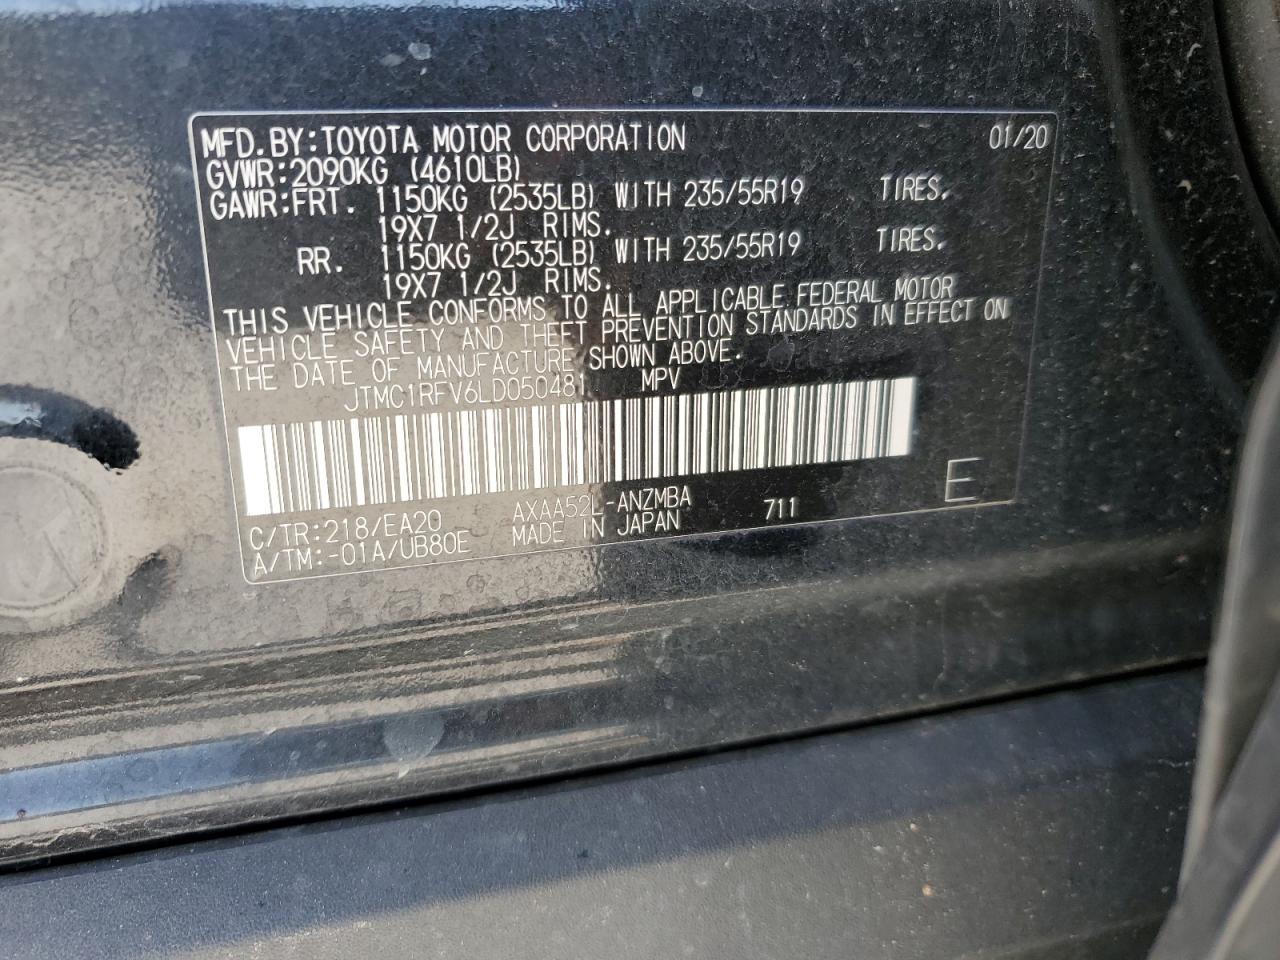 MFD.BY:TOYOTA MOTOR CORPORATION 01/20
GVWR:2090KG (4610LB)
GAWR:FRT. 1150KG (2535LB) WITH 235/55R19 TIRES.
19X7 1/2J RIMS.
RR. 1150KG (2535LB) WITH 235/55R19 TIRES.
19X7 1/2J RIMS.
THIS VEHICLE CONFORMS TO ALL APPLICABLE FEDERAL MOTOR
VEHICLE SAFETY AND THEFT PREVENTION STANDARDS IN EFFECT ON
THE DATE OF MANUFACTURE SHOWN ABOVE.
JTMC1RFV6LD050481 MPV
C/TR:218/EA20 AXAA52L-ANZMBA 711 E
A/TM:-01A/UB80E MADE IN JAPAN